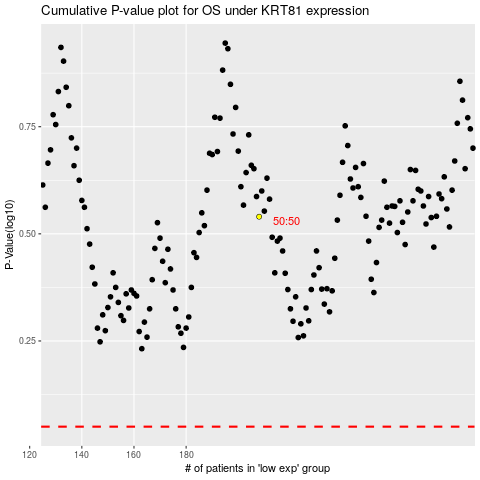 Cumulative P-value plot for OS under KRT81 expression
P-Value(log10)
0.75
0.50
0.25
50:50
120 140 160 180
# of patients in 'low exp' group